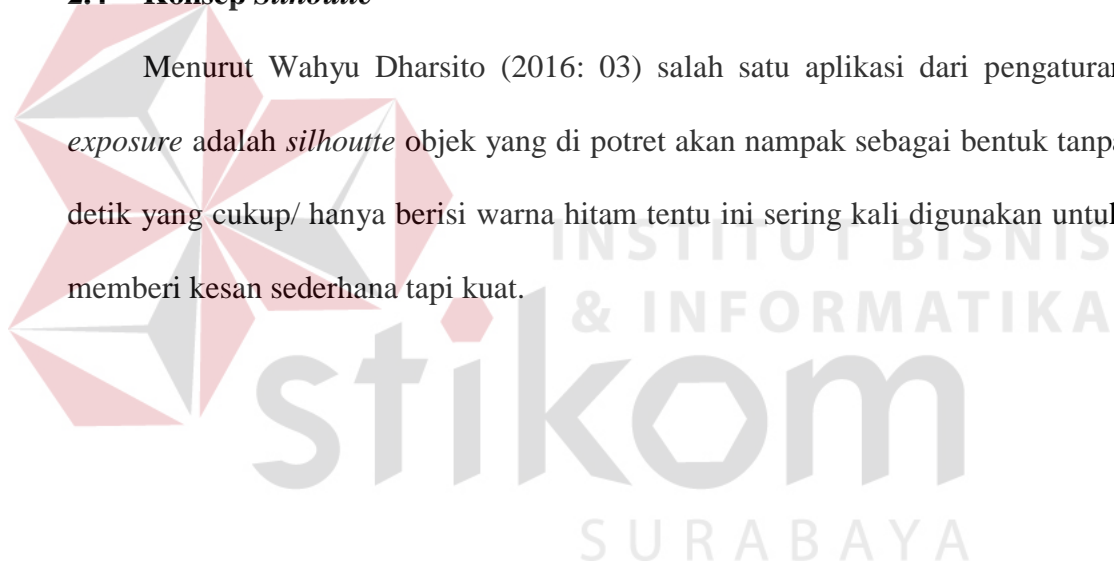 2.4 Konsep Silhoutte
Menurut Wahyu Dharsito (2016: 03) salah satu aplikasi dari pengaturan
exposure adalah silhoutte objek yang di potret akan nampak sebagai bentuk tanpa
detik yang cukup/ hanya berisi warna hitam tentu ini sering kali digunakan untuk
memberi kesan sederhana tapi kuat.
INSTITUT BISNIS
& INFORMATIKA
stikom
SURABAYA